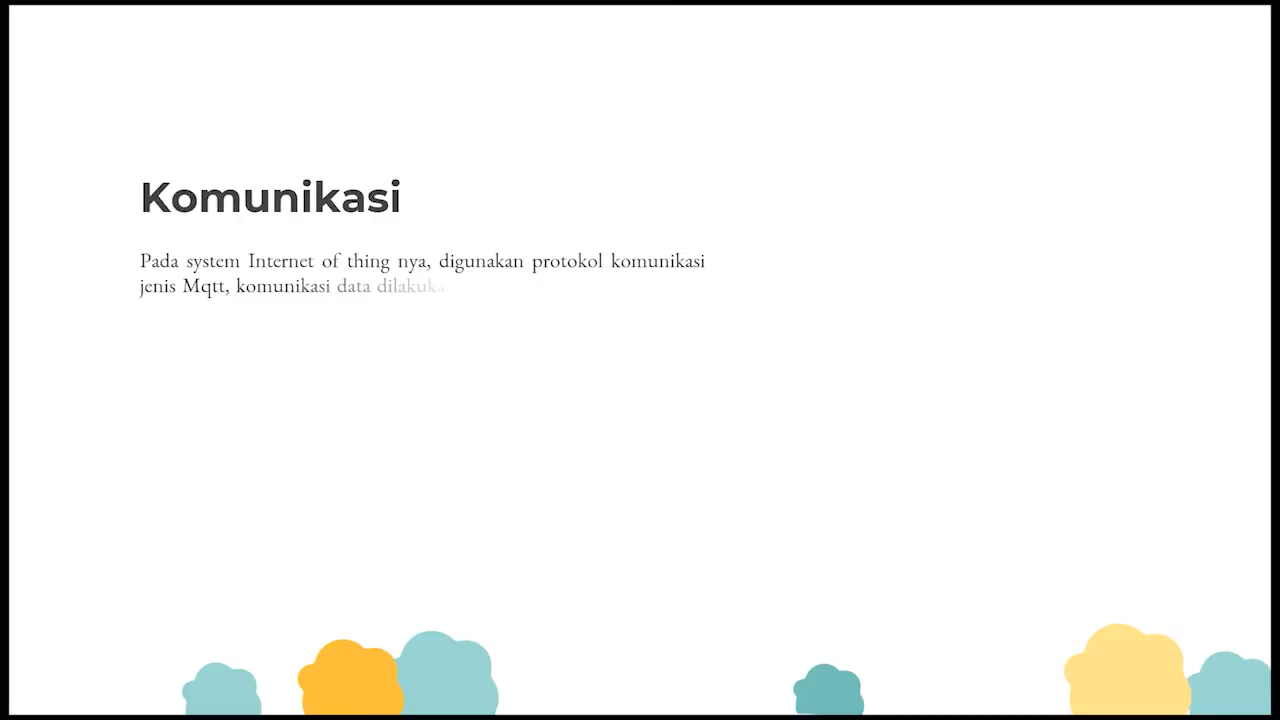 Komunikasi
Pada system Internet of thing nya, digunakan protokol komunikasi
jenis Mqtt, komunikasi data